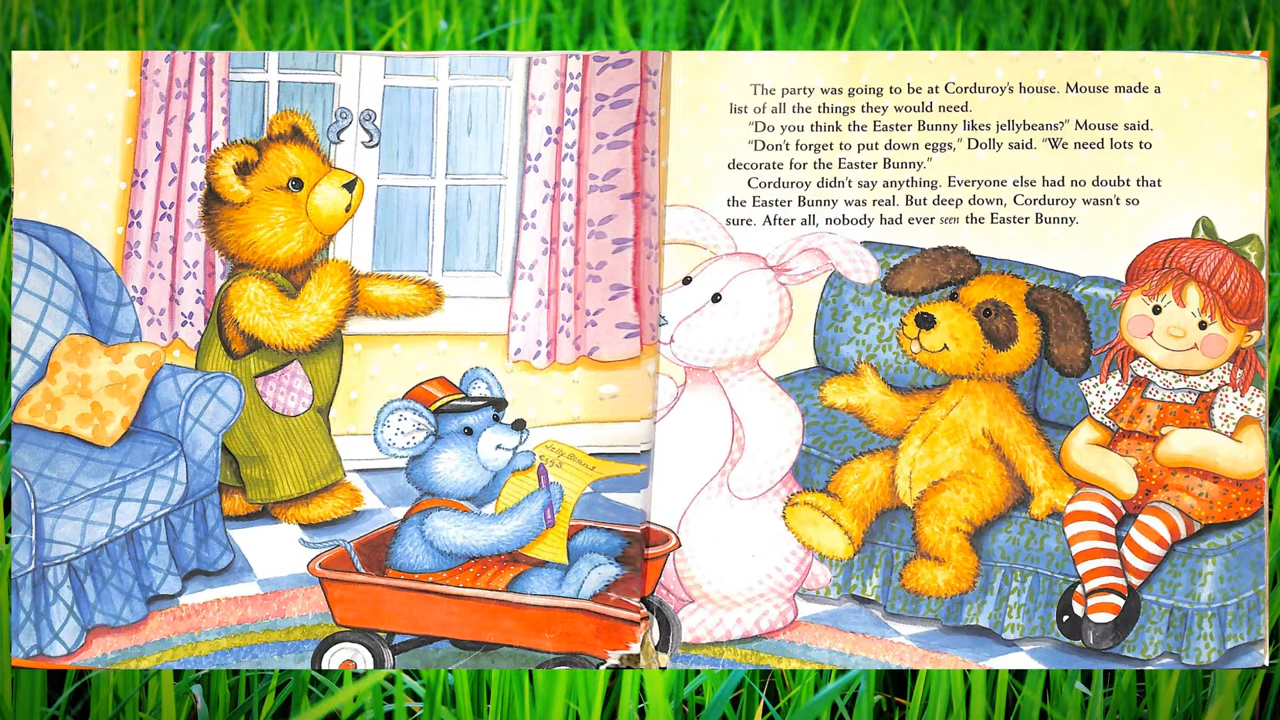 Jelly Beans
eggs
The party was going to be at Corduroy's house. Mouse made a
list of all the things they would need.
"Do you think the Easter Bunny likes jellybeans?" Mouse said.
"Don't forget to put down eggs," Dolly said. "We need lots to
decorate for the Easter Bunny."
Corduroy didn't say anything. Everyone else had no doubt that
the Easter Bunny was real. But deep down, Corduroy wasn't so
sure. After all, nobody had ever seen the Easter Bunny.